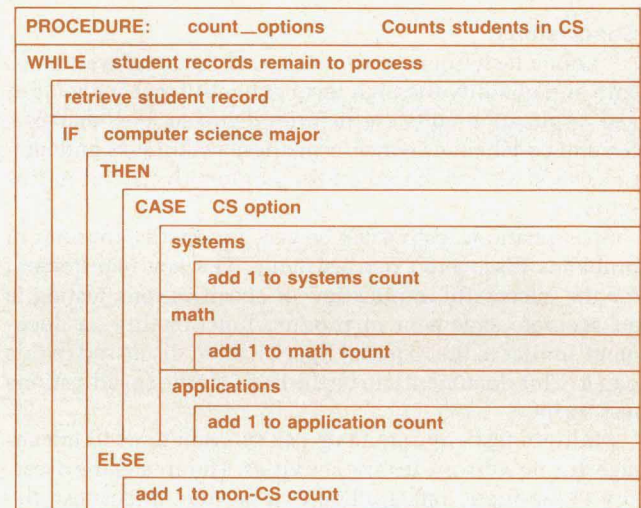 PROCEDURE: count_options Counts students in CS
WHILE student records remain to process
retrieve student record
IF computer science major
THEN
CASE CS option
systems
add 1 to systems count
math
add 1 to math count
applications
add 1 to application count
ELSE
add 1 to non-CS count